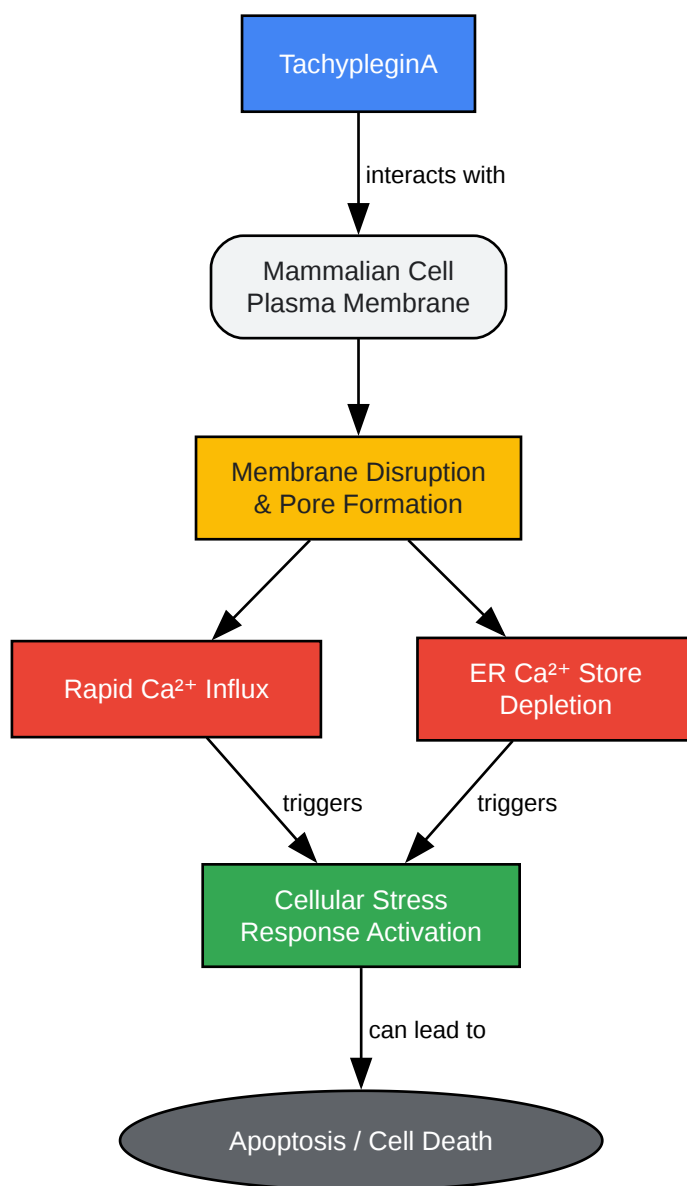 TachypleginA
interacts with
Mammalian Cell
Plasma Membrane
Membrane Disruption
& Pore Formation
Rapid Ca²⁺ Influx
ER Ca²⁺ Store
Depletion
triggers
triggers
Cellular Stress
Response Activation
can lead to
Apoptosis / Cell Death